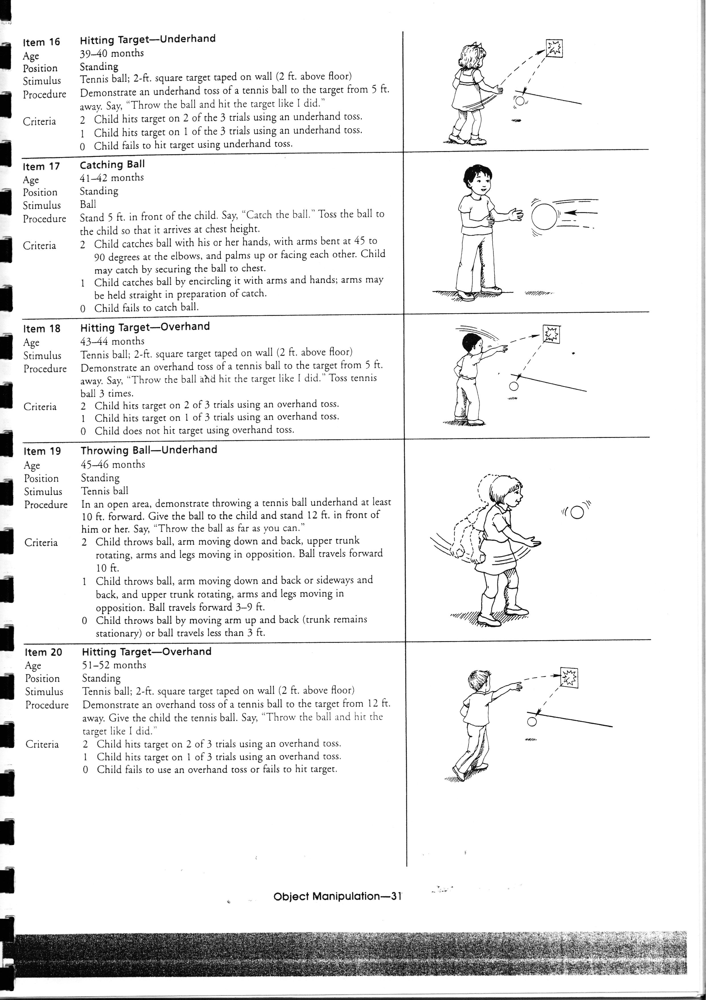 Item 16 Hitting Target—Underhand
Age 39–40 months
Position Standing
Stimulus Tennis ball; 2-ft. square target taped on wall (2 ft. above floor)
Procedure Demonstrate an underhand toss of a tennis ball to the target from 5 ft.
away. Say, “Throw the ball and hit the target like I did.”
Criteria 2 Child hits target on 2 of the 3 trials using an underhand toss.
1 Child hits target on 1 of the 3 trials using an underhand toss.
0 Child fails to hit target using underhand toss.
Item 17 Catching Ball
Age 41–42 months
Position Standing
Stimulus Ball
Procedure Stand 5 ft. in front of the child. Say, “Catch the ball.” Toss the ball to
the child so that it arrives at chest height.
Criteria 2 Child catches ball with his or her hands, with arms bent at 45 to
90 degrees at the elbows, and palms up or facing each other. Child
may catch by securing the ball to chest.
1 Child catches ball by encircling it with arms and hands; arms may
be held straight in preparation of catch.
0 Child fails to catch ball.
Item 18 Hitting Target—Overhand
Age 43–44 months
Stimulus Tennis ball; 2-ft. square target taped on wall (2 ft. above floor)
Procedure Demonstrate an overhand toss of a tennis ball to the target from 5 ft.
away. Say, “Throw the ball and hit the target like I did.” Toss tennis
ball 3 times.
Criteria 2 Child hits target on 2 of 3 trials using an overhand toss.
1 Child hits target on 1 of 3 trials using an overhand toss.
0 Child does not hit target using overhand toss.
Item 19 Throwing Ball—Underhand
Age 45–46 months
Position Standing
Stimulus Tennis ball
Procedure In an open area, demonstrate throwing a tennis ball underhand at least
10 ft. forward. Give the ball to the child and stand 12 ft. in front of
him or her. Say, “Throw the ball as far as you can.”
Criteria 2 Child throws ball, arm moving down and back, upper trunk
rotating, arms and legs moving in opposition. Ball travels forward
10 ft.
1 Child throws ball, arm moving down and back or sideways and
back, and upper trunk rotating, arms and legs moving in
opposition. Ball travels forward 3–9 ft.
0 Child throws ball by moving arm up and back (trunk remains
stationary) or ball travels less than 3 ft.
Item 20 Hitting Target—Overhand
Age 51–52 months
Position Standing
Stimulus Tennis ball; 2-ft. square target taped on wall (2 ft. above floor)
Procedure Demonstrate an overhand toss of a tennis ball to the target from 12 ft.
away. Give the child the tennis ball. Say, “Throw the ball and hit the
target like I did.”
Criteria 2 Child hits target on 2 of 3 trials using an overhand toss.
1 Child hits target on 1 of 3 trials using an overhand toss.
0 Child fails to use an overhand toss or fails to hit target.
Object Manipulation—31